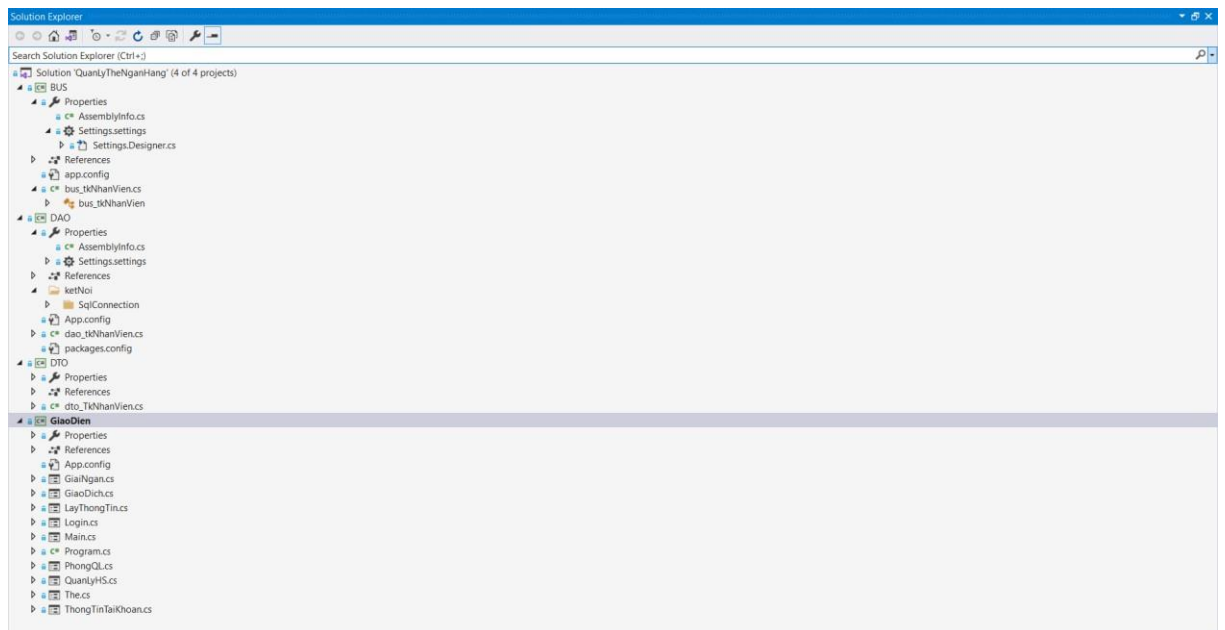 Solution Explorer
Search Solution Explorer (Ctrl+;)
Solution 'QuanLyTheNganHang' (4 of 4 projects)
C# BUS
Properties
C# AssemblyInfo.cs
Settings.settings
Settings.Designer.cs
References
app.config
C# bus_tkNhanVien.cs
bus_tkNhanVien
C# DAO
Properties
C# AssemblyInfo.cs
Settings.settings
References
ketNoi
SqlConnection
App.config
C# dao_tkNhanVien.cs
packages.config
C# DTO
Properties
References
C# dto_TkNhanVien.cs
C# GiaoDien
Properties
References
App.config
GiaiNgan.cs
GiaoDich.cs
LayThongTin.cs
Login.cs
Main.cs
C# Program.cs
PhongQL.cs
QuanLyHS.cs
The.cs
ThongTinTaiKhoan.cs